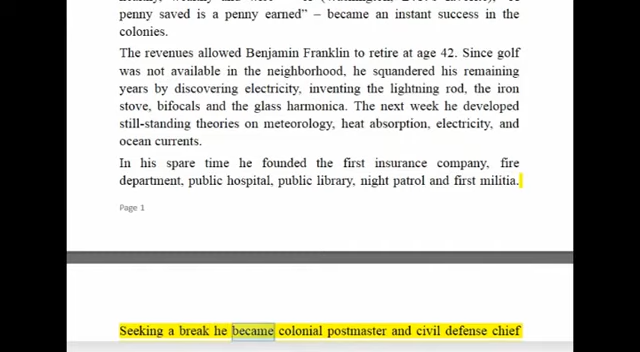 penny saved is a penny earned” – became an instant success in the
colonies.
The revenues allowed Benjamin Franklin to retire at age 42. Since golf
was not available in the neighborhood, he squandered his remaining
years by discovering electricity, inventing the lightning rod, the iron
stove, bifocals and the glass harmonica. The next week he developed
still-standing theories on meteorology, heat absorption, electricity, and
ocean currents.
In his spare time he founded the first insurance company, fire
department, public hospital, public library, night patrol and first militia.
Page 1
Seeking a break he became colonial postmaster and civil defense chief